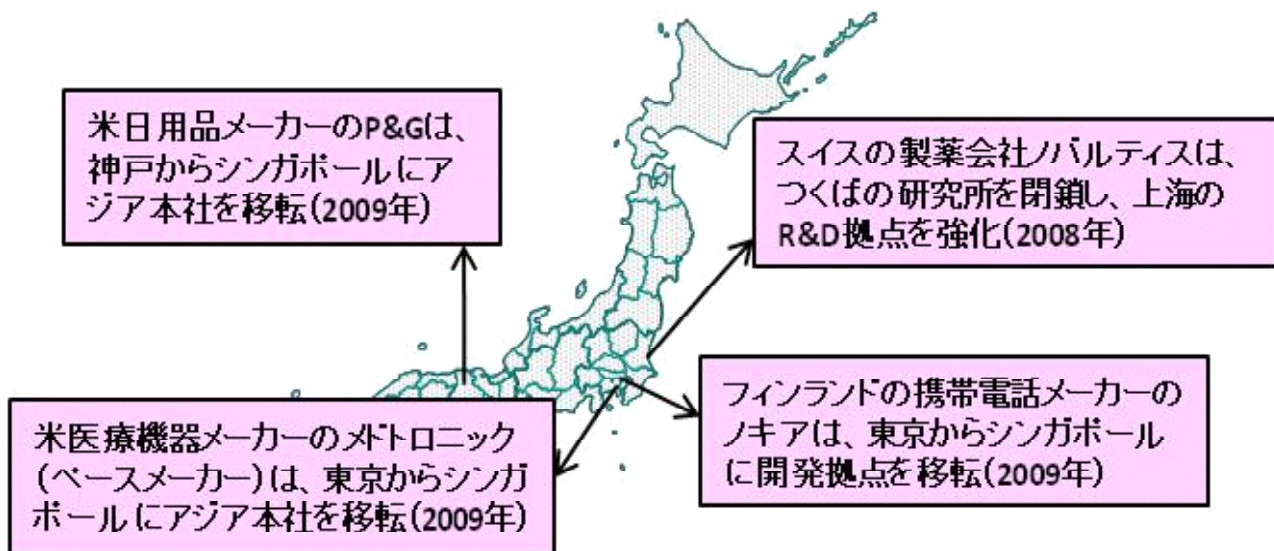 米日用品メーカーのP&Gは、
神戸からシンガポールにア
ジア本社を移転(2009年)
スイスの製薬会社ノバルティスは、
つくばの研究所を閉鎖し、上海の
R&D拠点を強化(2008年)
米医療機器メーカーのメドトロニック
(ペースメーカー)は、東京からシンガ
ポールにアジア本社を移転(2009年)
フィンランドの携帯電話メーカーの
ノキアは、東京からシンガポール
に開発拠点を移転(2009年)